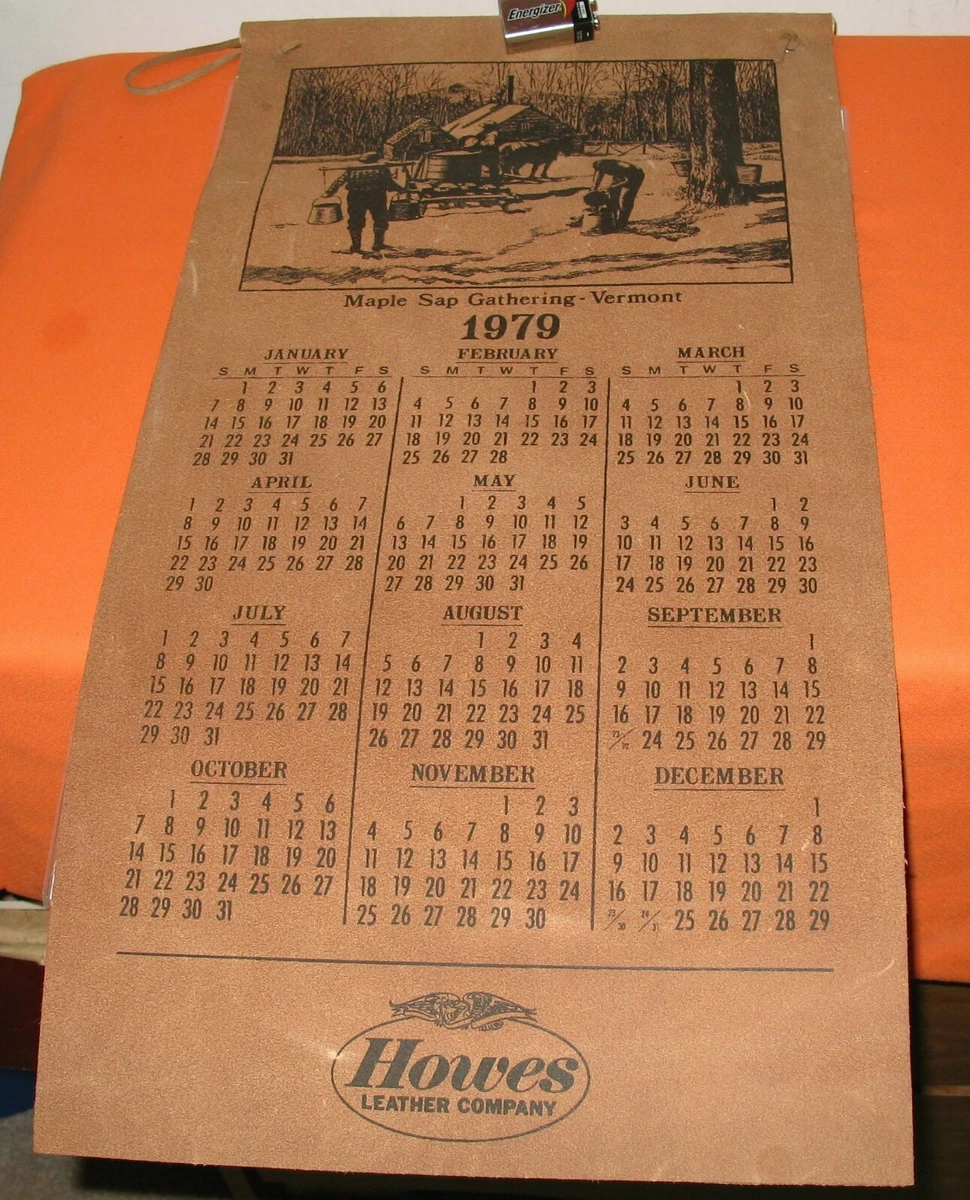 Energizer
Maple Sap Gathering - Vermont
1979
JANUARY FEBRUARY MARCH
S M T W T F S S M T W T F S S M T W T F S
1 2 3 4 5 6 1 2 3 1 2 3
7 8 9 10 11 12 13 4 5 6 7 8 9 10 4 5 6 7 8 9 10
14 15 16 17 18 19 20 11 12 13 14 15 16 17 11 12 13 14 15 16 17
21 22 23 24 25 26 27 18 19 20 21 22 23 24 18 19 20 21 22 23 24
28 29 30 31 25 26 27 28 25 26 27 28 29 30 31
APRIL MAY JUNE
1 2 3 4 5 6 7 1 2 3 4 5 1 2
8 9 10 11 12 13 14 6 7 8 9 10 11 12 3 4 5 6 7 8 9
15 16 17 18 19 20 21 13 14 15 16 17 18 19 10 11 12 13 14 15 16
22 23 24 25 26 27 28 20 21 22 23 24 25 26 17 18 19 20 21 22 23
29 30 27 28 29 30 31 24 25 26 27 28 29 30
JULY AUGUST SEPTEMBER
1 2 3 4 5 6 7 1 2 3 4 1
8 9 10 11 12 13 14 5 6 7 8 9 10 11 2 3 4 5 6 7 8
15 16 17 18 19 20 21 12 13 14 15 16 17 18 9 10 11 12 13 14 15
22 23 24 25 26 27 28 19 20 21 22 23 24 25 16 17 18 19 20 21 22
29 30 31 26 27 28 29 30 31 23/30 24 25 26 27 28 29
OCTOBER NOVEMBER DECEMBER
1 2 3 4 5 6 1 2 3 1
7 8 9 10 11 12 13 4 5 6 7 8 9 10 2 3 4 5 6 7 8
14 15 16 17 18 19 20 11 12 13 14 15 16 17 9 10 11 12 13 14 15
21 22 23 24 25 26 27 18 19 20 21 22 23 24 16 17 18 19 20 21 22
28 29 30 31 25 26 27 28 29 30 23/30 24/31 25 26 27 28 29
Howes
LEATHER COMPANY